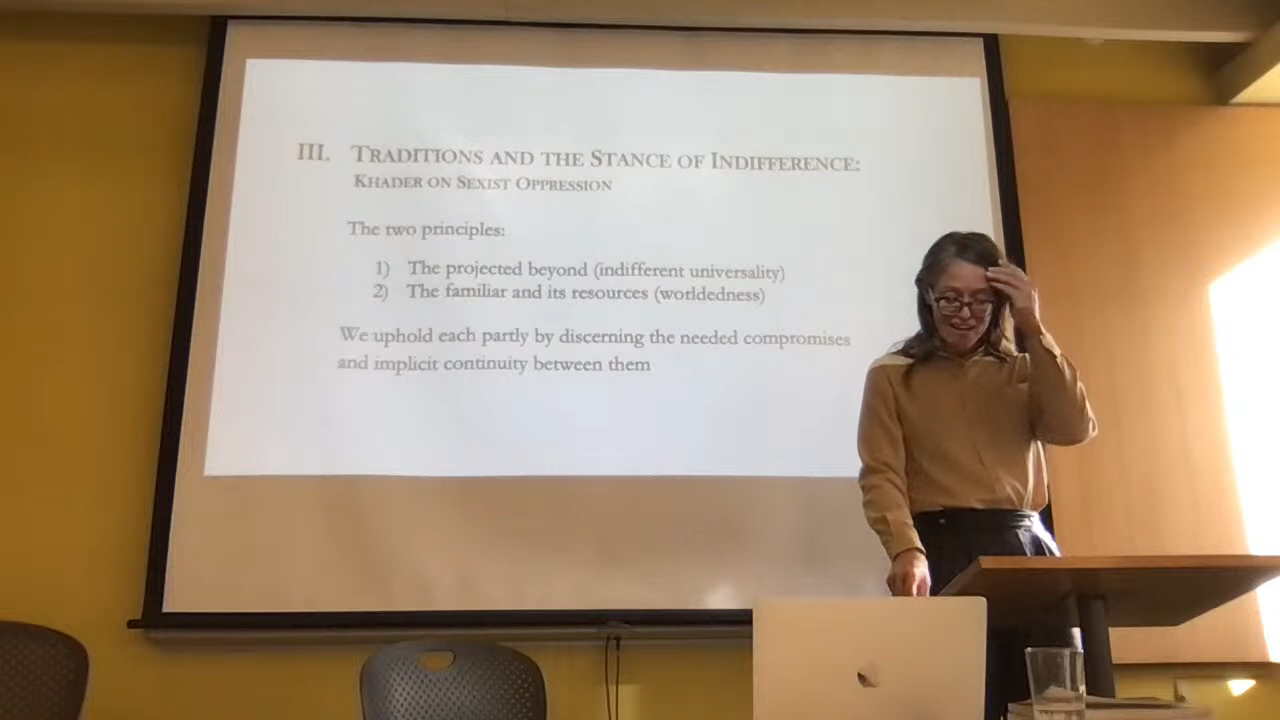 III. TRADITIONS AND THE STANCE OF INDIFFERENCE:
KHADER ON SEXIST OPPRESSION
The two principles:
1) The projected beyond (indifferent universality)
2) The familiar and its resources (worldedness)
We uphold each partly by discerning the needed compromises
and implicit continuity between them